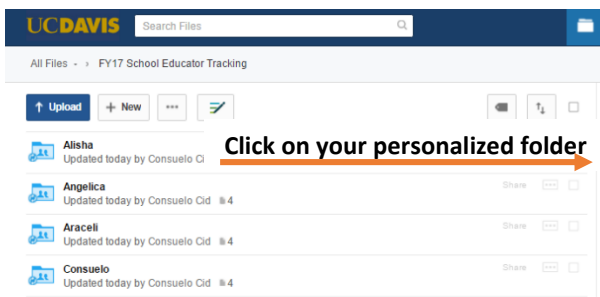 UCDAVIS Search Files
All Files - › FY17 School Educator Tracking
Upload + New
Alisha
Updated today by Consuelo Ci
Click on your personalized folder
Angelica
Updated today by Consuelo Cid 4
Share
Araceli
Updated today by Consuelo Cid 4
Share
Consuelo
Updated today by Consuelo Cid 4
Share